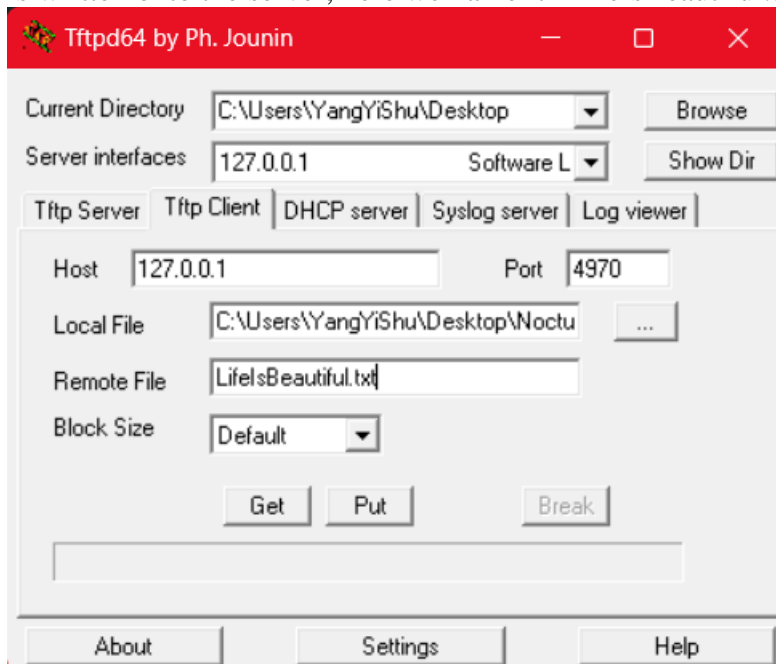 Tftpd64 by Ph. Jounin
Current Directory C:\Users\YangYiShu\Desktop Browse
Server interfaces 127.0.0.1 Software L Show Dir
Tftp Server Tftp Client DHCP server Syslog server Log viewer
Host 127.0.0.1 Port 4970
Local File C:\Users\YangYiShu\Desktop\Noctu ...
Remote File LifeIsBeautiful.txt
Block Size Default
Get Put Break
About Settings Help